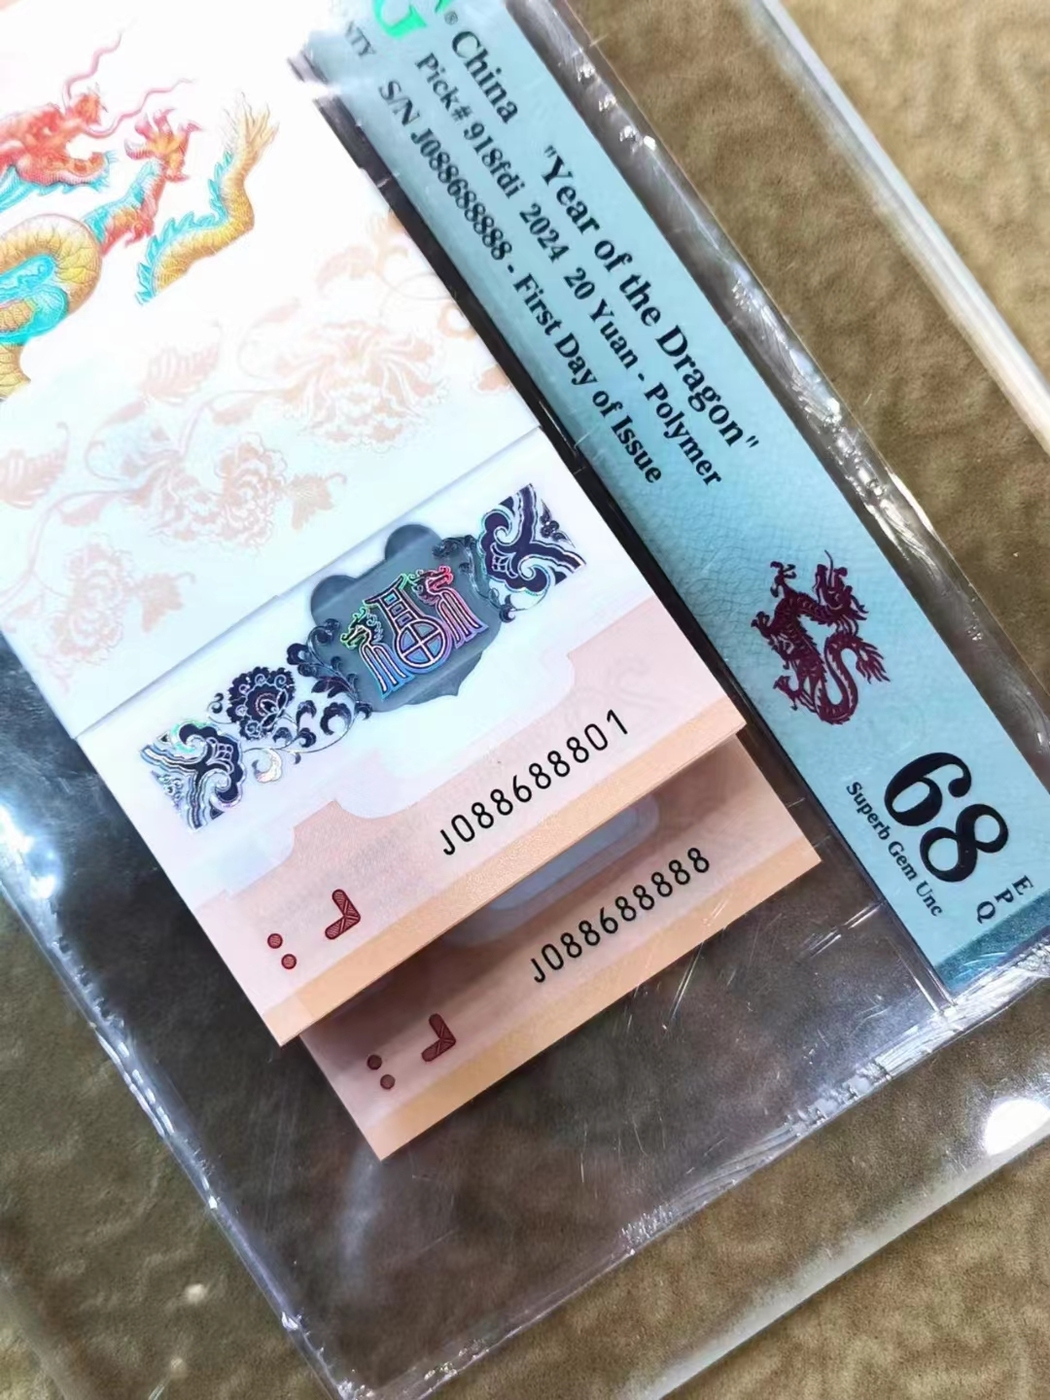 ® China "Year of the Dragon"
Pick# 918fdi 2024 20 Yuan - Polymer
S/N J088688888 - First Day of Issue
68
EPQ
Superb Gem Unc
J088688801
J088688888